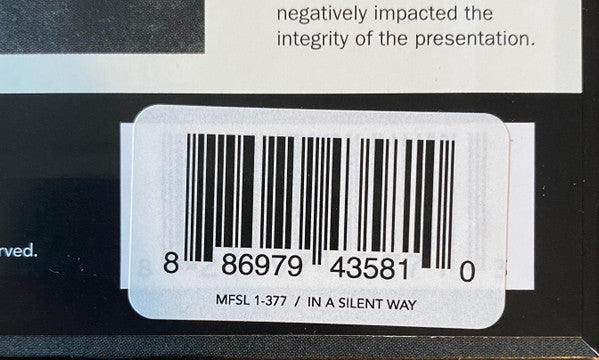 negatively impacted the
integrity of the presentation.
rved.
8 86979 43581 0
MFSL 1-377 / IN A SILENT WAY